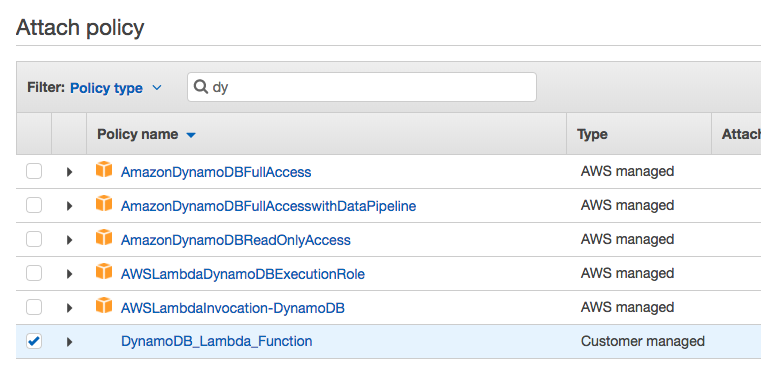 Attach policy
Filter: Policy type dy
Policy name Type Attach
AmazonDynamoDBFullAccess AWS managed
AmazonDynamoDBFullAccesswithDataPipeline AWS managed
AmazonDynamoDBReadOnlyAccess AWS managed
AWSLambdaDynamoDBExecutionRole AWS managed
AWSLambdaInvocation-DynamoDB AWS managed
DynamoDB_Lambda_Function Customer managed